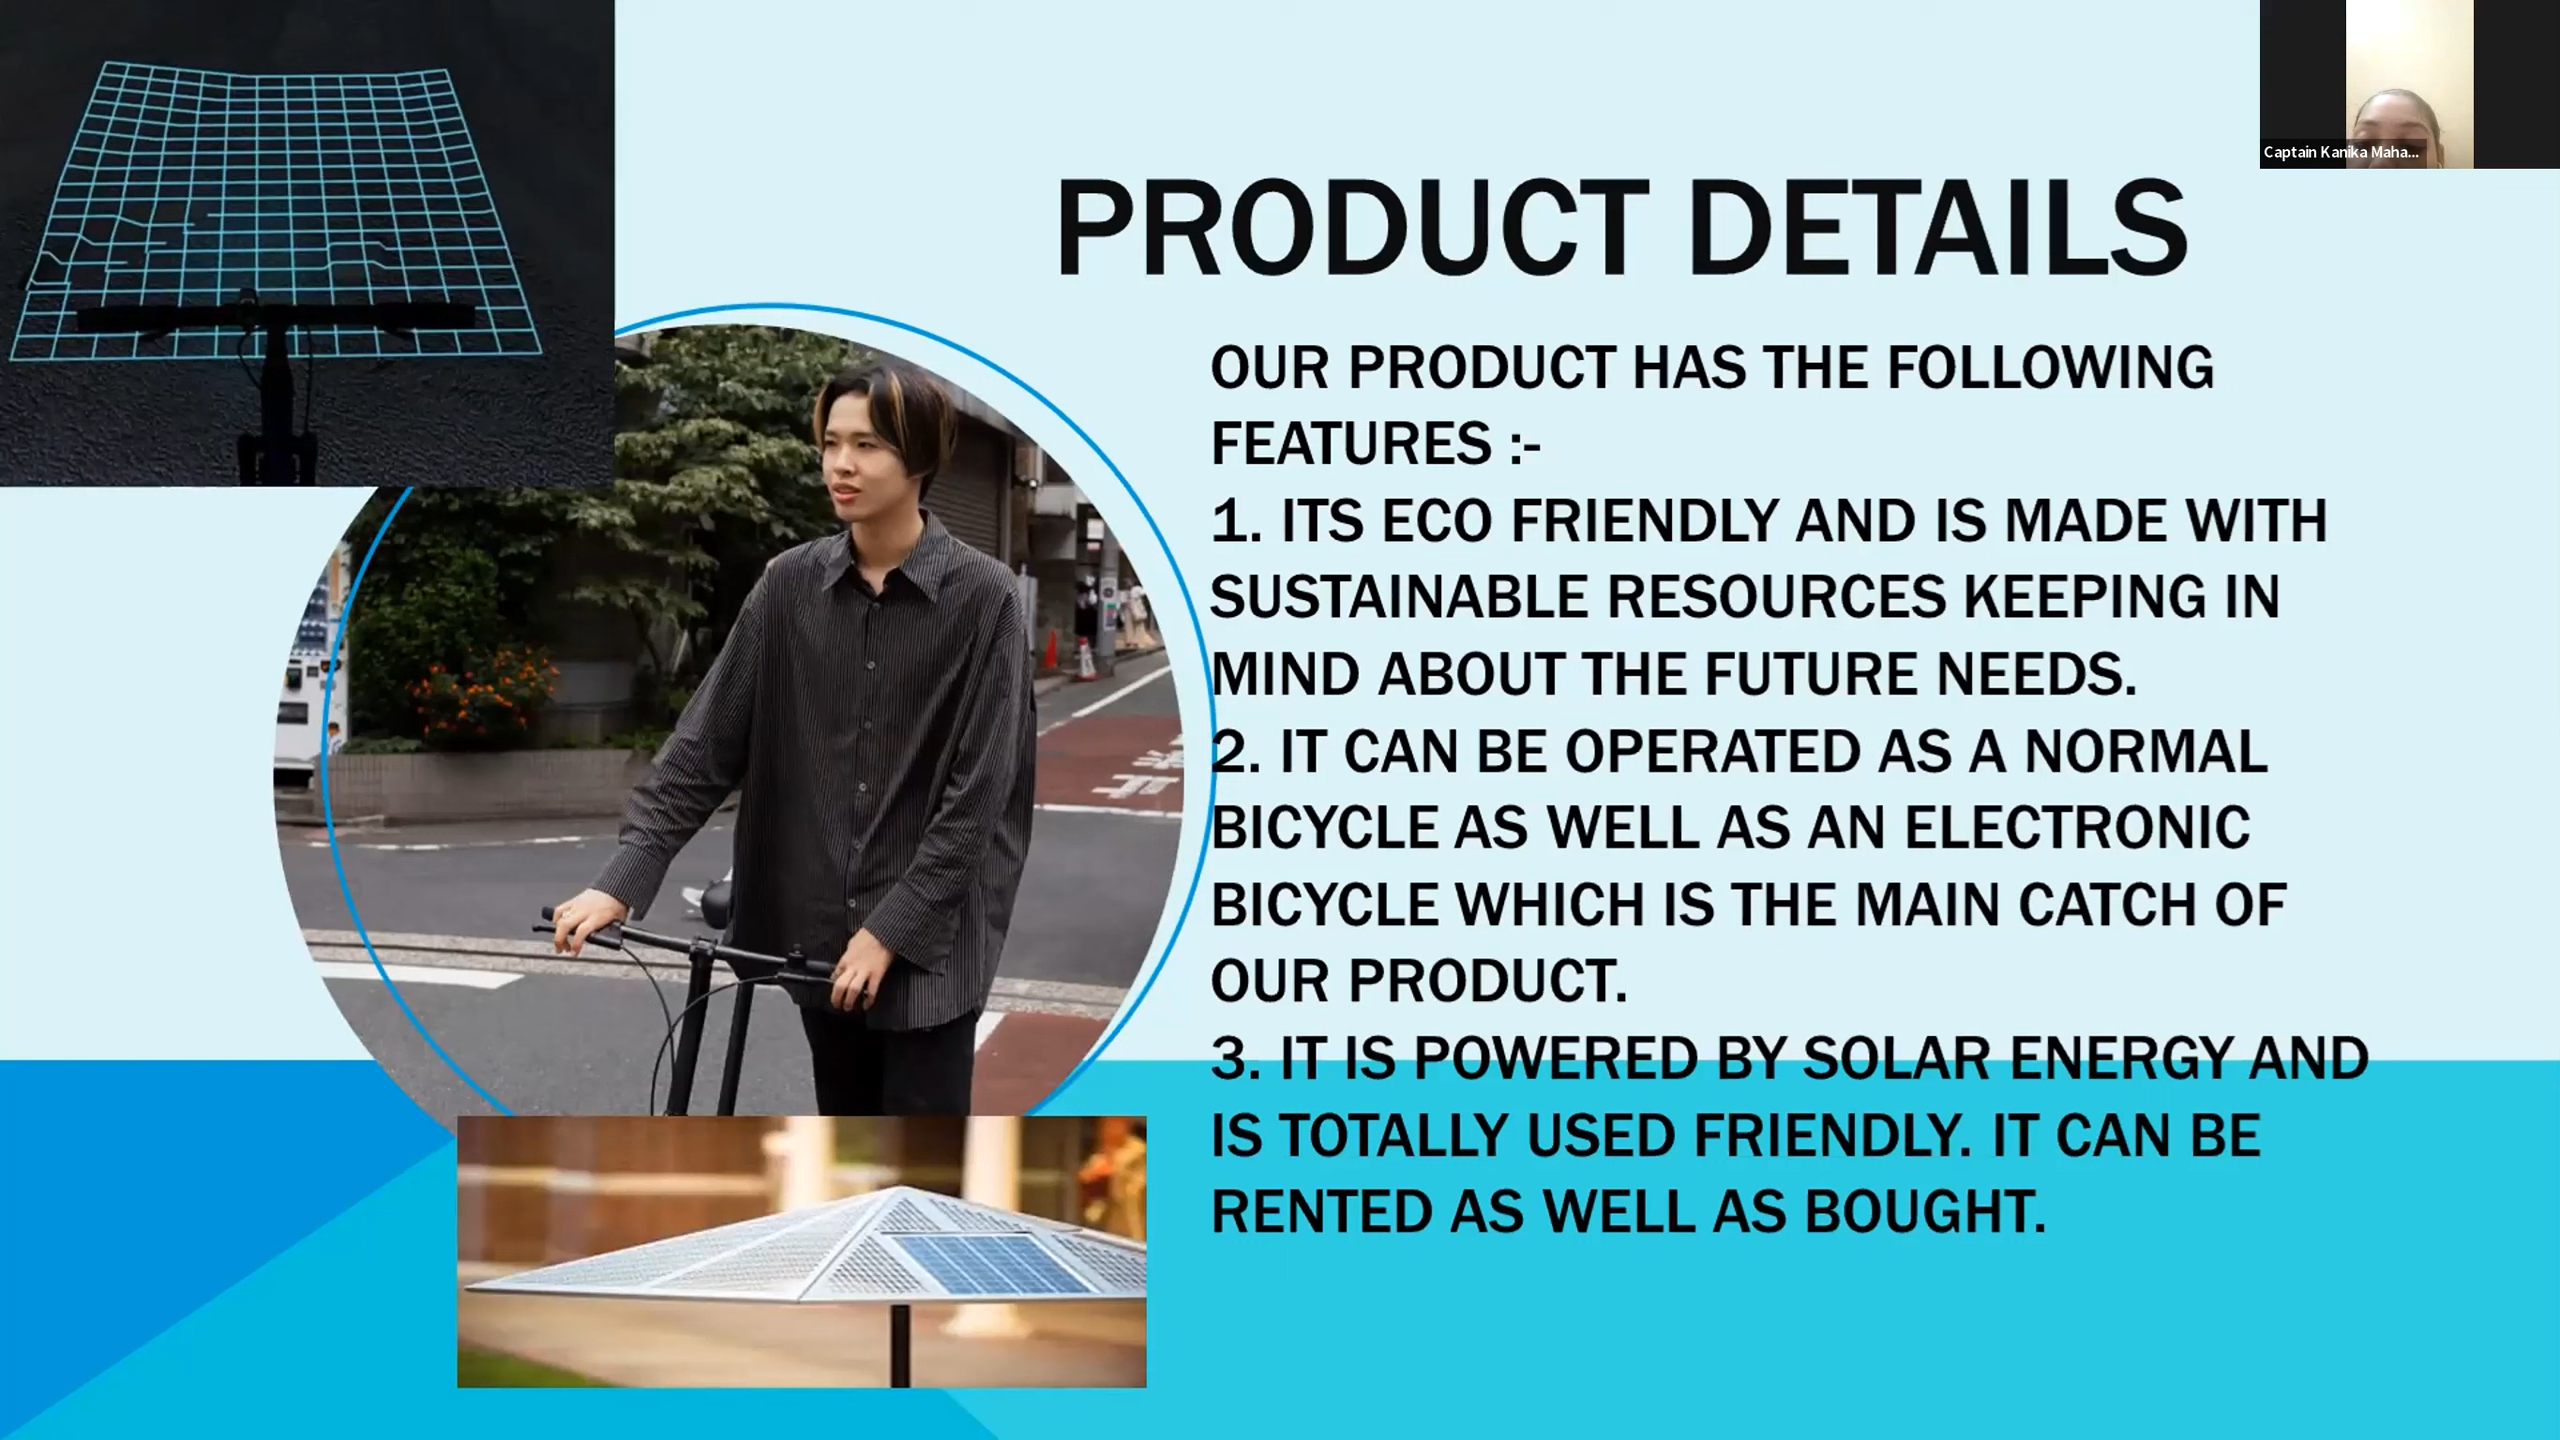 Captain Kanika Maha...
PRODUCT DETAILS
OUR PRODUCT HAS THE FOLLOWING
FEATURES :-
1. ITS ECO FRIENDLY AND IS MADE WITH
SUSTAINABLE RESOURCES KEEPING IN
MIND ABOUT THE FUTURE NEEDS.
2. IT CAN BE OPERATED AS A NORMAL
BICYCLE AS WELL AS AN ELECTRONIC
BICYCLE WHICH IS THE MAIN CATCH OF
OUR PRODUCT.
3. IT IS POWERED BY SOLAR ENERGY AND
IS TOTALLY USED FRIENDLY. IT CAN BE
RENTED AS WELL AS BOUGHT.